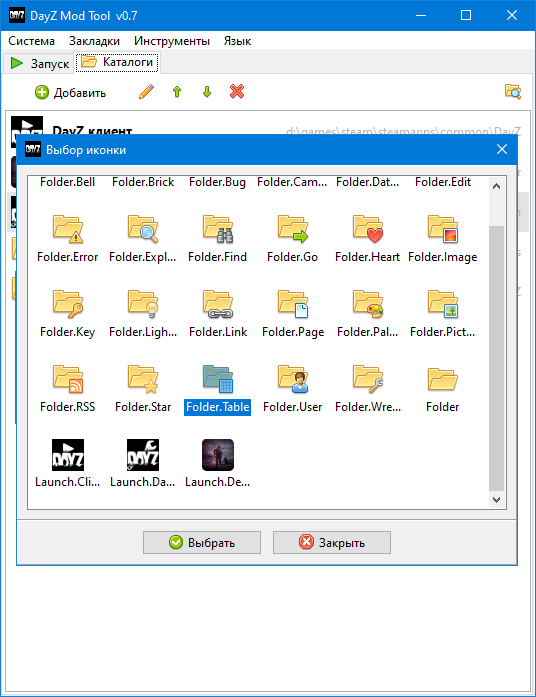 DayZ Mod Tool v0.7
Система Закладки Инструменты Язык
Запуск Каталоги
Добавить
DayZ клиент d:\games\steam\steamapps\common\DayZ
Выбор иконки
Folder.Bell Folder.Brick Folder.Bug Folder.Cam... Folder.Dat... Folder.Edit
Folder.Error Folder.Expl... Folder.Find Folder.Go Folder.Heart Folder.Image
Folder.Key Folder.Ligh... Folder.Link Folder.Page Folder.Pal... Folder.Pict...
Folder.RSS Folder.Star Folder.Table Folder.User Folder.Wre... Folder
DAYZ DAYZ
Launch.Cli... Launch.Da... Launch.De...
Выбрать Закрыть